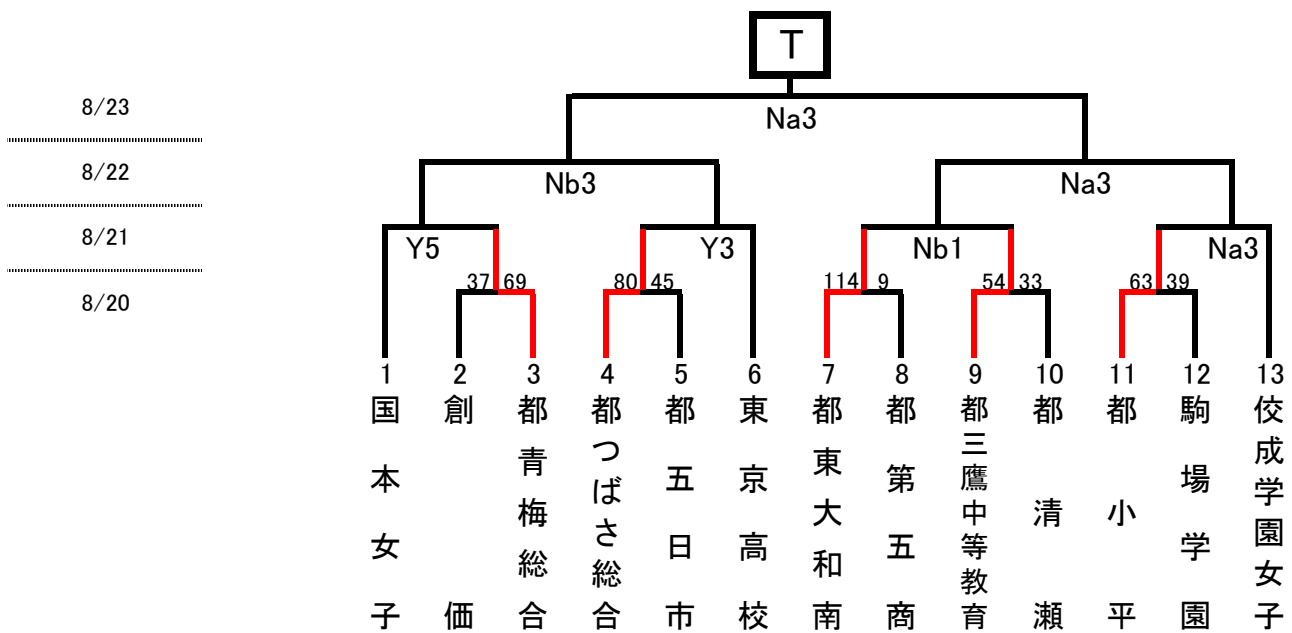 T
8/23
Na3
8/22
Nb3
Na3
8/21
Y5
Y3
Nb1
Na3
37 69
80 45
114 9
54 33
63 39
8/20
1 2 3 4 5 6 7 8 9 10 11 12 13
国本女子
創価
都青梅総合
都つばさ総合
都五日市
東京高校
都東大和南
都第五商
都三鷹中等教育
都清瀬
都小平
駒場学園
佼成学園女子